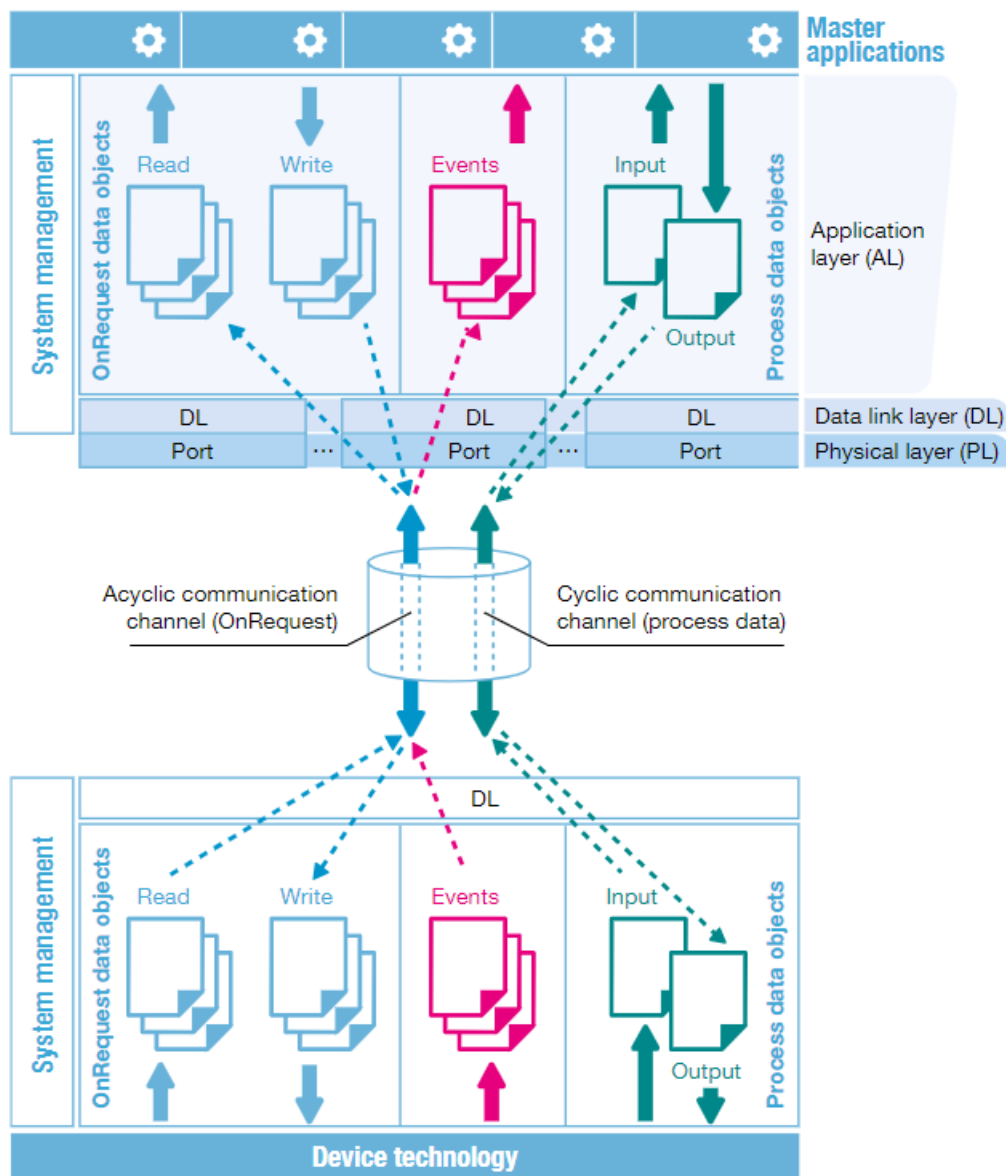 Master
applications
System management
OnRequest data objects
Read
Write
Events
Input
Output
Process data objects
Application
layer (AL)
DL
DL
DL
Data link layer (DL)
Port
...
Port
...
Port
Physical layer (PL)
Acyclic communication
channel (OnRequest)
Cyclic communication
channel (process data)
System management
DL
OnRequest data objects
Read
Write
Events
Input
Output
Process data objects
Device technology